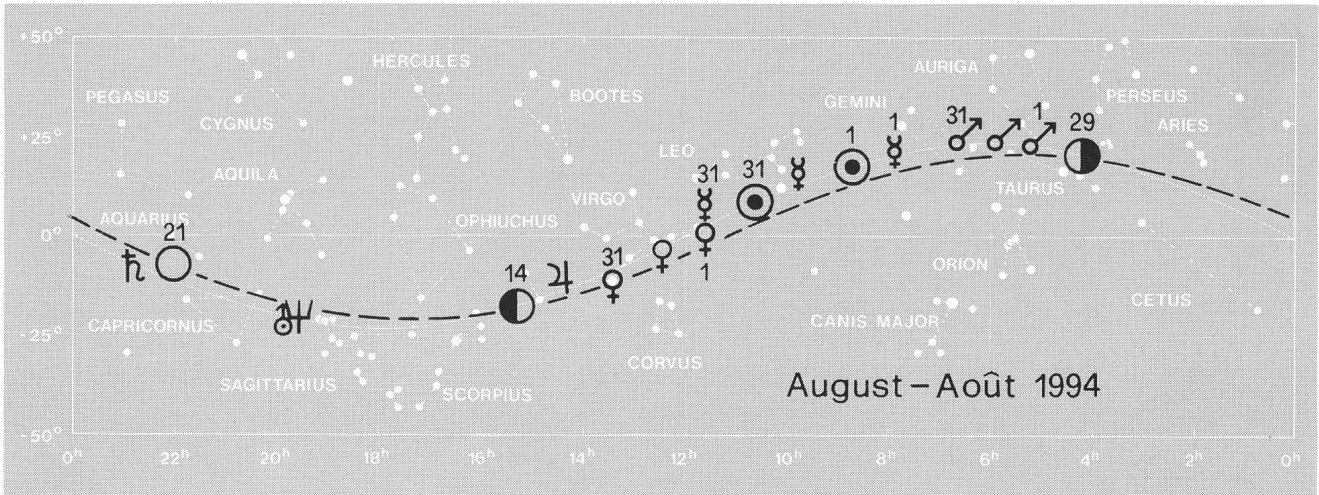 +50°
HERCULES
AURIGA
PEGASUS
BOOTES
GEMINI
PERSEUS
CYGNUS
1
1
31
1
29
+25°
ARIES
LEO
31
31
AQUILA
TAURUS
VIRGO
AQUARIUS
OPHIUCHUS
21
0°
31
1
14
ORION
CETUS
CAPRICORNUS
CANIS MAJOR
-25°
CORVUS
SAGITTARIUS
SCORPIUS
August – Août 1994
-50°
0h 22h 20h 18h 16h 14h 12h 10h 8h 6h 4h 2h 0h